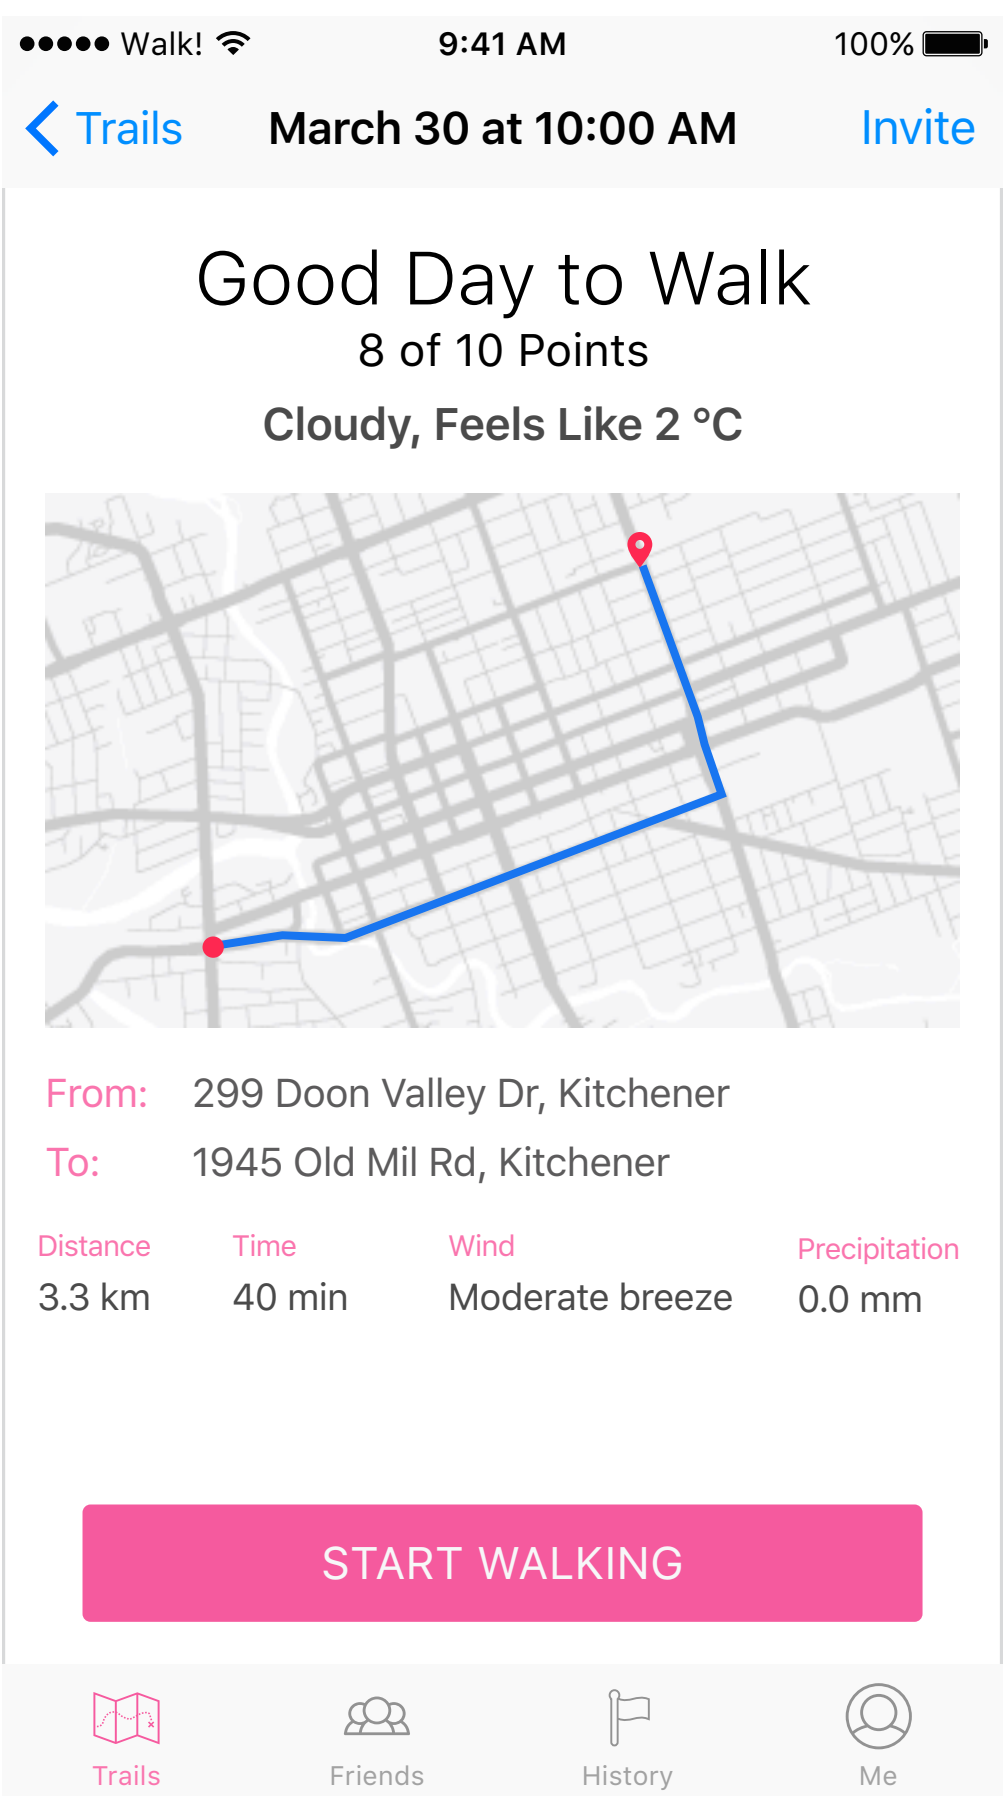 Walk! 9:41 AM 100%
Trails March 30 at 10:00 AM Invite
Good Day to Walk
8 of 10 Points
Cloudy, Feels Like 2 °C
From: 299 Doon Valley Dr, Kitchener
To: 1945 Old Mil Rd, Kitchener
Distance Time Wind Precipitation
3.3 km 40 min Moderate breeze 0.0 mm
START WALKING
Trails Friends History Me